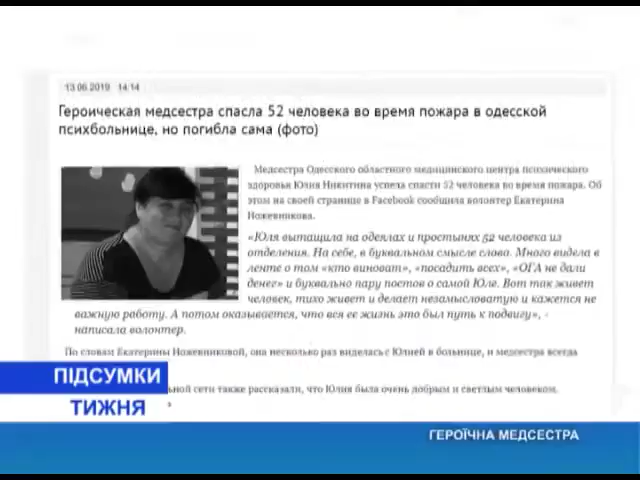 13.06.2019 14:14
Героическая медсестра спасла 52 человека во время пожара в одесской
психбольнице, но погибла сама (фото)
Медсестра Одесского областного медицинского центра психического
здоровья Юлия Никитина успела спасти 52 человека во время пожара. Об
этом на своей странице в Facebook сообщила волонтер Екатерина
Ножевникова.
«Юля вытащила на одеялах и простынях 52 человека из
отделения. На себе, в буквальном смысле слова. Много видела в
ленте о том «кто виноват», «посадить всех», «ОГА не дали
денег» и буквально пару постов о самой Юле. Вот так живет
человек, тихо живет и делает незамысловатую и кажется не
важную работу. А потом оказывается, что вся ее жизнь это был путь к подвигу», -
написала волонтер.
По словам Екатерины Ножевниковой, она несколько раз виделась с Юлией в больнице, и медсестра всегда
сети также рассказали, что Юлия была очень добрым и светлым человеком.
ПІДСУМКИ
ТИЖНЯ
ГЕРОЇЧНА МЕДСЕСТРА